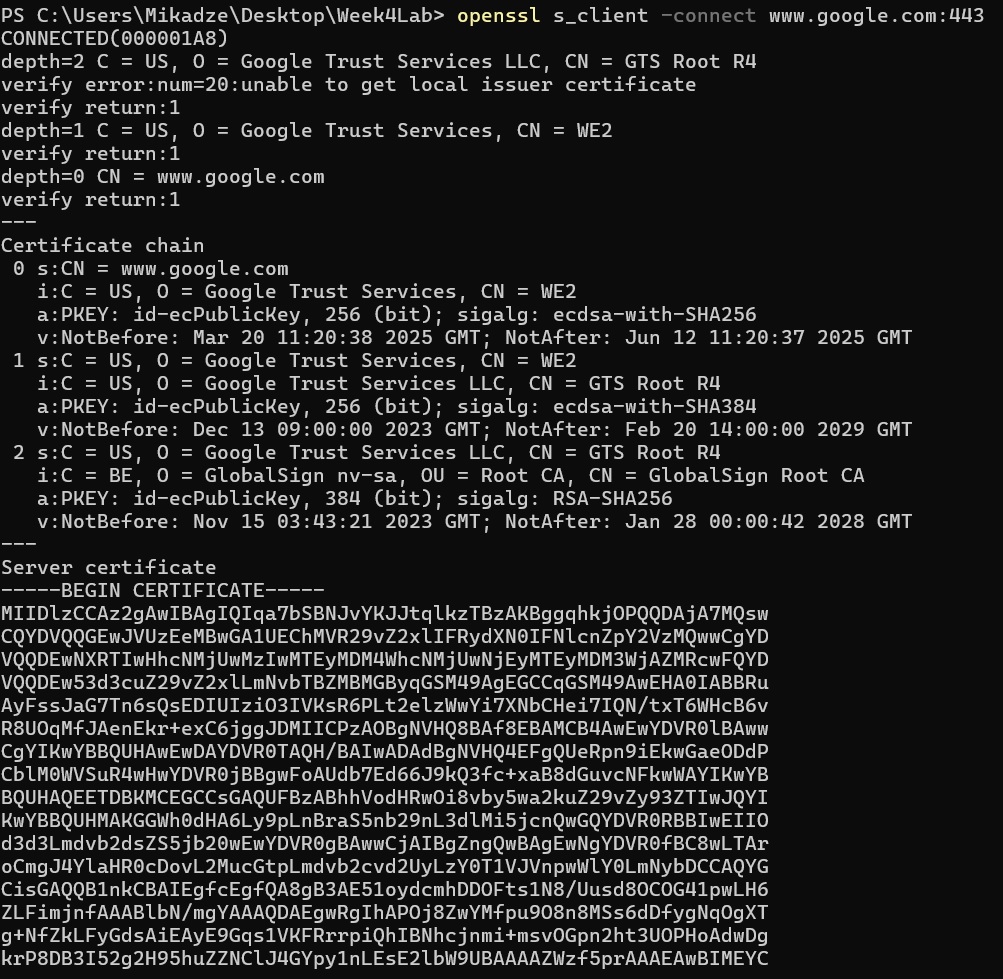 PS C:\Users\Mikadze\Desktop\Week4Lab> openssl s_client -connect www.google.com:443
CONNECTED(000001A8)
depth=2 C = US, O = Google Trust Services LLC, CN = GTS Root R4
verify error:num=20:unable to get local issuer certificate
verify return:1
depth=1 C = US, O = Google Trust Services, CN = WE2
verify return:1
depth=0 CN = www.google.com
verify return:1
---
Certificate chain
 0 s:CN = www.google.com
   i:C = US, O = Google Trust Services, CN = WE2
   a:PKEY: id-ecPublicKey, 256 (bit); sigalg: ecdsa-with-SHA256
   v:NotBefore: Mar 20 11:20:38 2025 GMT; NotAfter: Jun 12 11:20:37 2025 GMT
 1 s:C = US, O = Google Trust Services, CN = WE2
   i:C = US, O = Google Trust Services LLC, CN = GTS Root R4
   a:PKEY: id-ecPublicKey, 256 (bit); sigalg: ecdsa-with-SHA384
   v:NotBefore: Dec 13 09:00:00 2023 GMT; NotAfter: Feb 20 14:00:00 2029 GMT
 2 s:C = US, O = Google Trust Services LLC, CN = GTS Root R4
   i:C = BE, O = GlobalSign nv-sa, OU = Root CA, CN = GlobalSign Root CA
   a:PKEY: id-ecPublicKey, 384 (bit); sigalg: RSA-SHA256
   v:NotBefore: Nov 15 03:43:21 2023 GMT; NotAfter: Jan 28 00:00:42 2028 GMT
---
Server certificate
-----BEGIN CERTIFICATE-----
MIIDlzCCAz2gAwIBAgIQIqa7bSBNJvYKJJtqlkzTBzAKBggqhkjOPQQDAjA7MQsw
CQYDVQQGEwJVUzEeMBwGA1UEChMVR29vZ2xlIFRydXN0IFNlcnZpY2VzMQwwCgYD
VQQDEwNXRTIwHhcNMjUwMzIwMTEyMDM4WhcNMjUwNjEyMTEyMDM3WjAZMRcwFQYD
VQQDEw53d3cuZ29vZ2xlLmNvbTBZMBMGByqGSM49AgEGCCqGSM49AwEHA0IABBRu
AyFssJaG7Tn6sQsEDIUIziO3IVKsR6PLt2elzWwYi7XNbCHei7IQN/txT6WHcB6v
R8UOqMfJAenEkr+exC6jggJDMIICPzAOBgNVHQ8BAf8EBAMCB4AwEwYDVR0lBAww
CgYIKwYBBQUHAwEwDAYDVR0TAQH/BAIwADAdBgNVHQ4EFgQUeRpn9iEkwGaeODdP
CblM0WVSuR4wHwYDVR0jBBgwFoAUdb7Ed66J9kQ3fc+xaB8dGuvcNFkwWAYIKwYB
BQUHAQEETDBKMCEGCCsGAQUFBzABhhVodHRwOi8vby5wa2kuZ29vZy93ZTIwJQYI
KwYBBQUHMAKGGWh0dHA6Ly9pLnBraS5nb29nL3dlMi5jcnQwGQYDVR0RBBIwEIIO
d3d3Lmdvb2dsZS5jb20wEwYDVR0gBAwwCjAIBgZngQwBAgEwNgYDVR0fBC8wLTAr
oCmgJ4YlaHR0cDovL2MucGtpLmdvb2cvd2UyLzY0T1VJVnpwWlY0LmNybDCCAQYG
CisGAQQB1nkCBAIEgfcEgfQA8gB3AE51oydcmhDDOFts1N8/Uusd8OCOG41pwLH6
ZLFimjnfAAABlbN/mgYAAAQDAEgwRgIhAPOj8ZwYMfpu9O8n8MSs6dDfygNqOgXT
g+NfZkLFyGdsAiEAyE9Gqs1VKFRrrpiQhIBNhcjnmi+msvOGpn2ht3UOPHoAdwDg
krP8DB3I52g2H95huZZNClJ4GYpy1nLEsE2lbW9UBAAAAZWzf5prAAAEAwBIMEYC